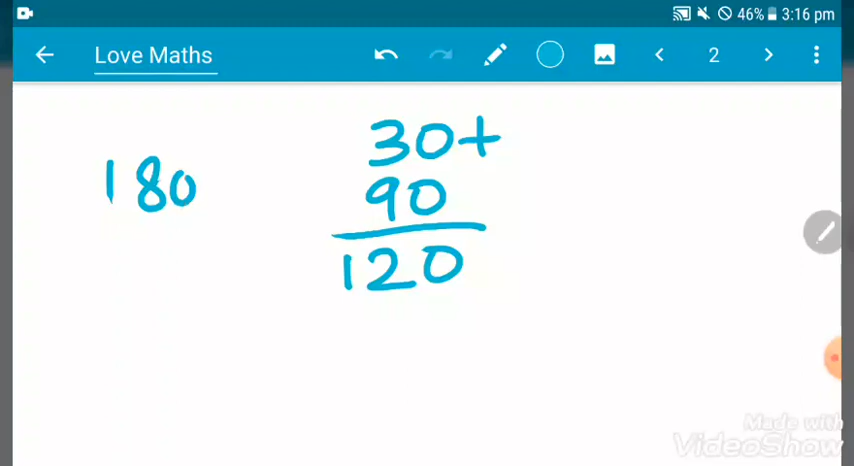 46% 3:16 pm
Love Maths 2
180
30+
90
120
Made with
VideoShow